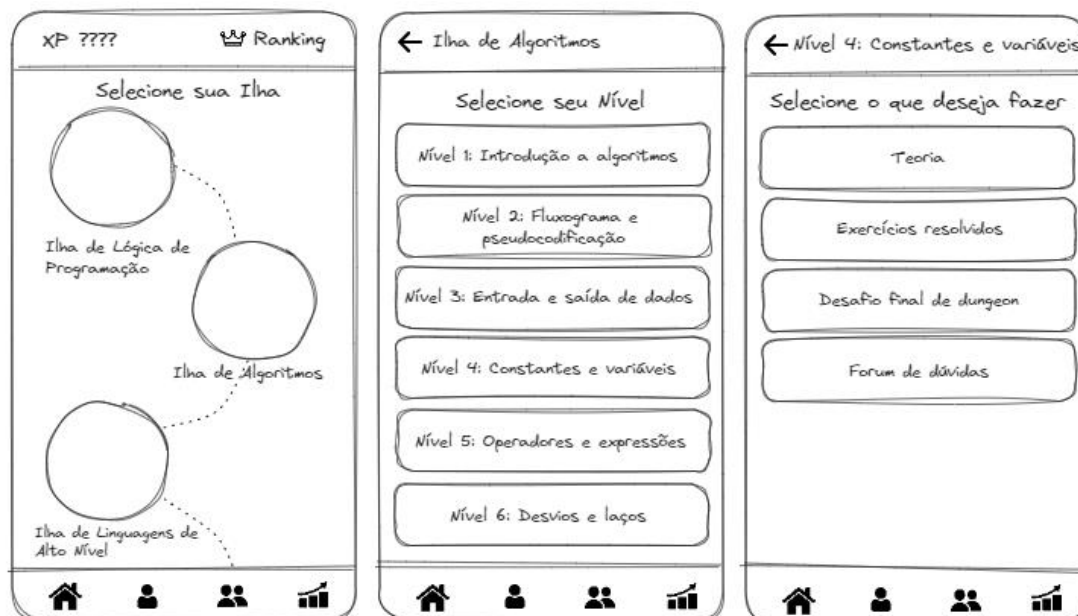 XP ????
Ranking
Selecione sua Ilha
Ilha de Lógica de
Programação
Ilha de Algoritmos
Ilha de Linguagens de
Alto Nível
Ilha de Algoritmos
Selecione seu Nível
Nível 1: Introdução a algoritmos
Nível 2: Fluxograma e
pseudocodificação
Nível 3: Entrada e saída de dados
Nível 4: Constantes e variáveis
Nível 5: Operadores e expressões
Nível 6: Desvios e laços
Nível 4: Constantes e variáveis
Selecione o que deseja fazer
Teoria
Exercícios resolvidos
Desafio final de dungeon
Forum de dúvidas